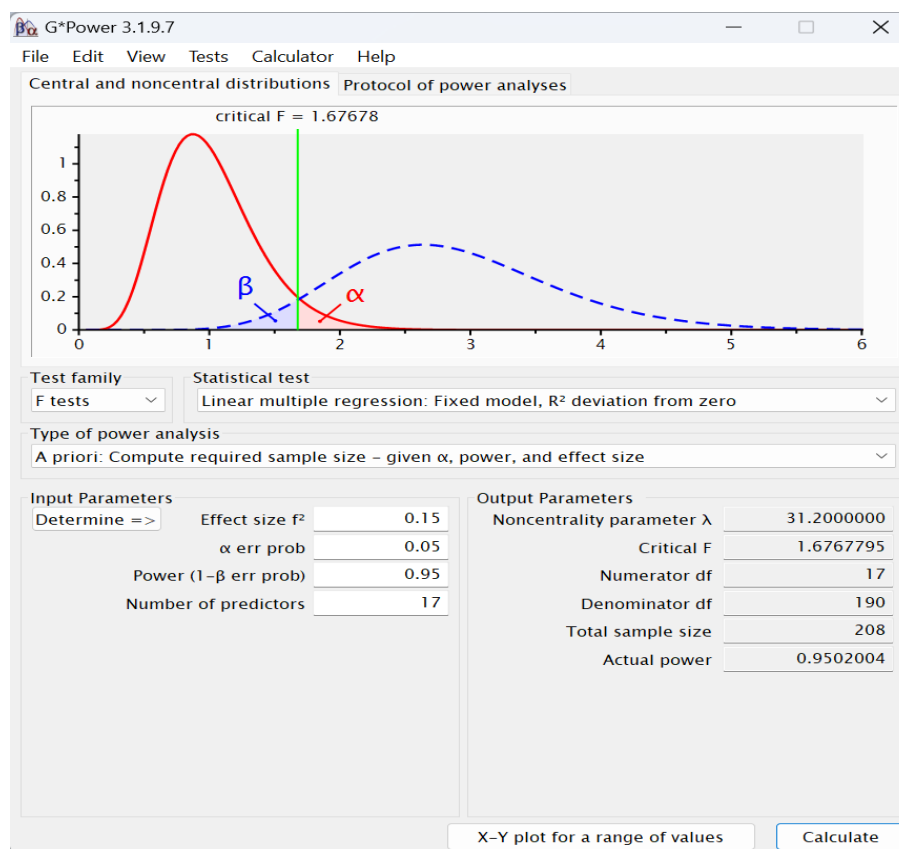 G*Power 3.1.9.7
File Edit View Tests Calculator Help
Central and noncentral distributions Protocol of power analyses
critical F = 1.67678
1
0.8
0.6
0.4
0.2
0
β
α
0 1 2 3 4 5 6
Test family Statistical test
F tests Linear multiple regression: Fixed model, R² deviation from zero
Type of power analysis
A priori: Compute required sample size – given α, power, and effect size
Input Parameters Output Parameters
Determine => Effect size f² 0.15 Noncentrality parameter λ 31.2000000
α err prob 0.05 Critical F 1.6767795
Power (1–β err prob) 0.95 Numerator df 17
Number of predictors 17 Denominator df 190
Total sample size 208
Actual power 0.9502004
X–Y plot for a range of values Calculate